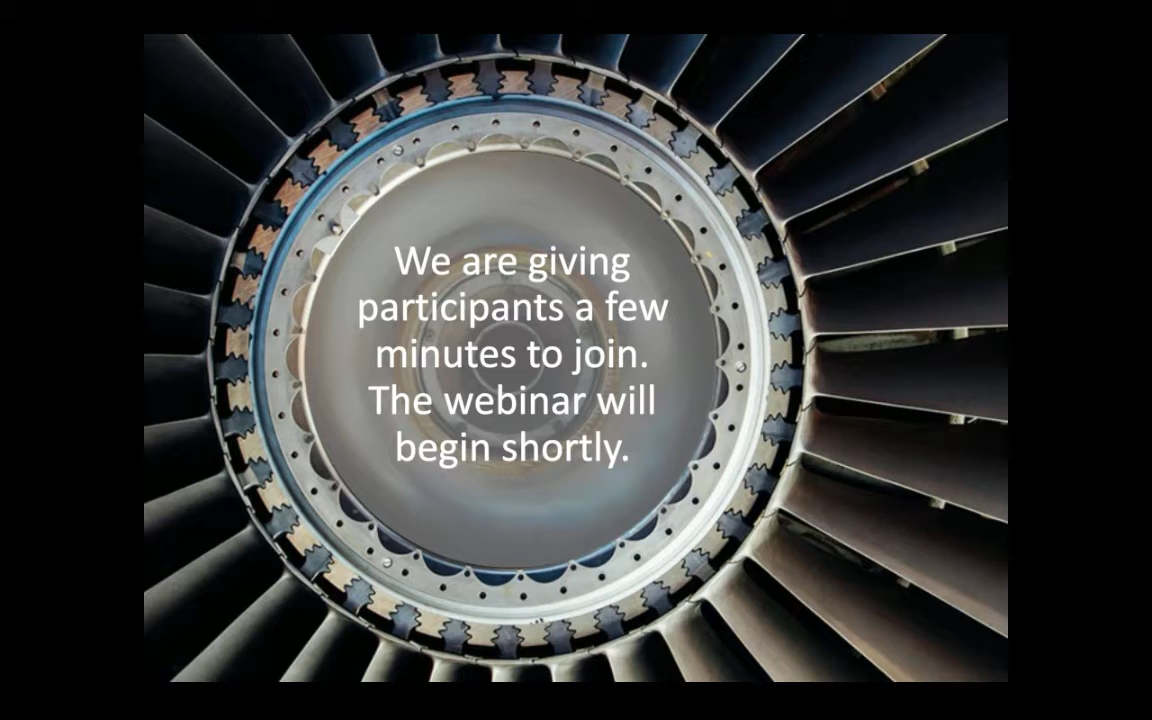 We are giving
participants a few
minutes to join.
The webinar will
begin shortly.